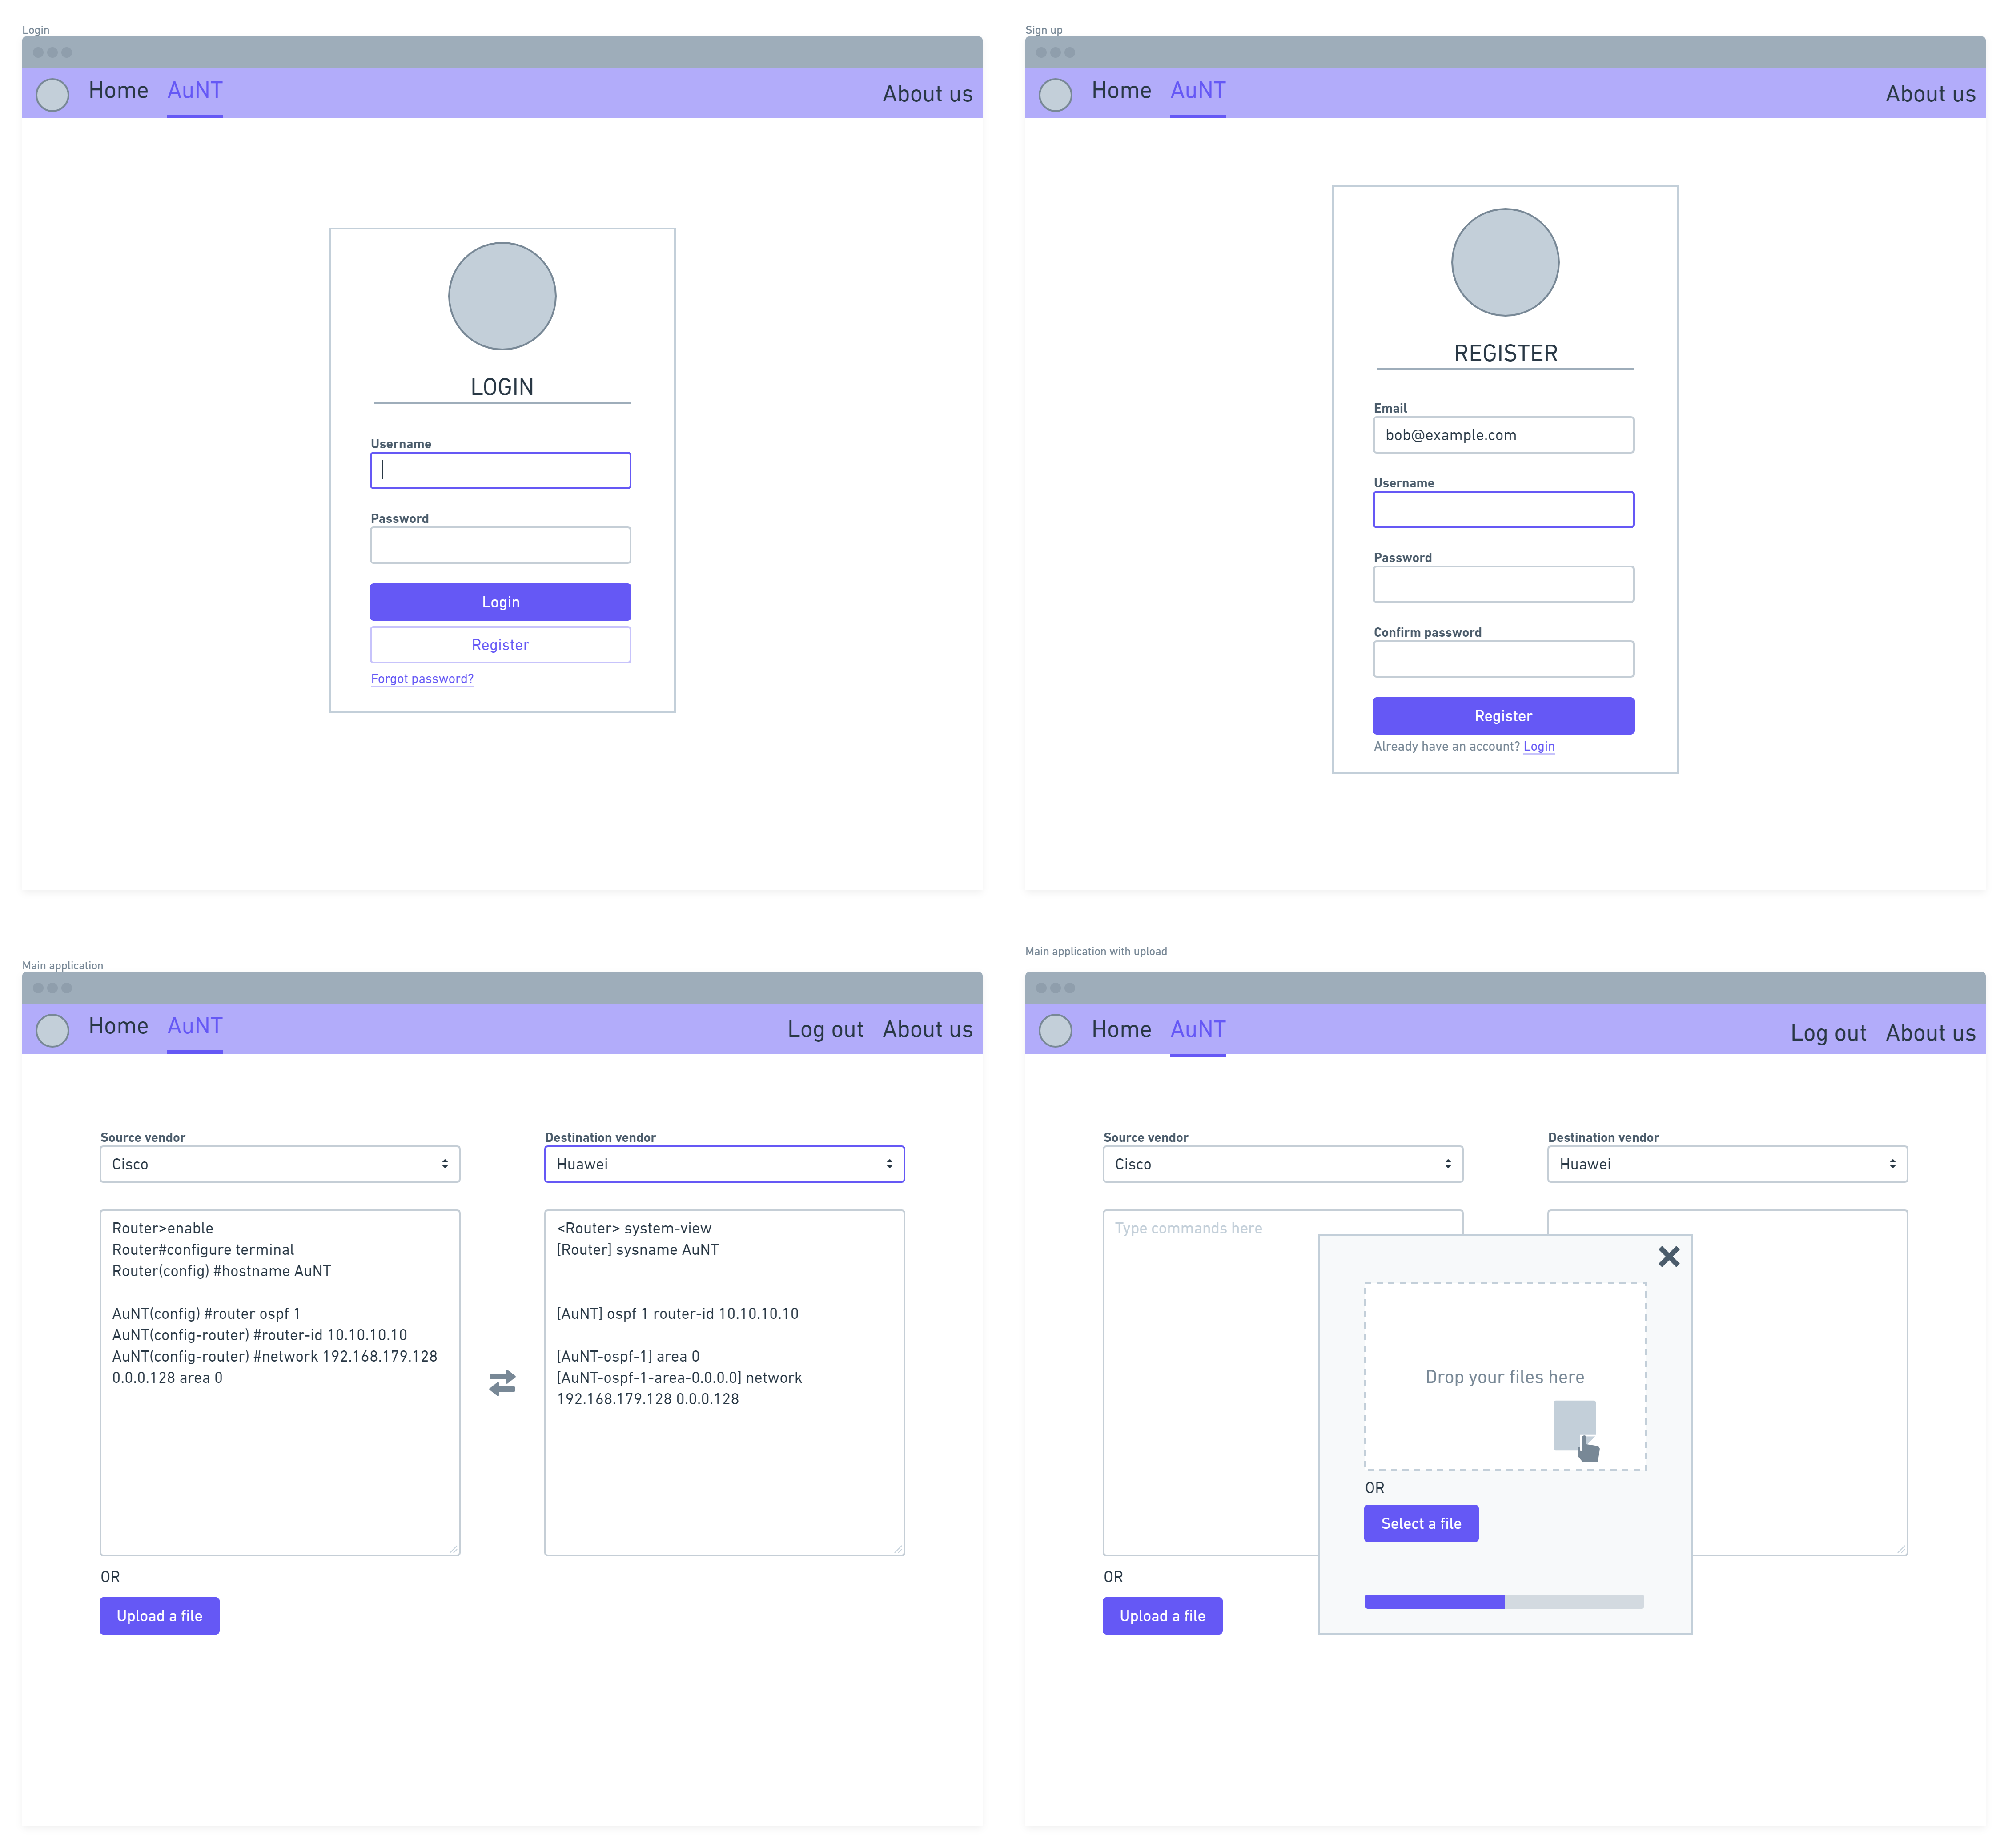 Login
Home AuNT About us
LOGIN
Username
Password
Login
Register
Forgot password?
Sign up
Home AuNT About us
REGISTER
Email
bob@example.com
Username
Password
Confirm password
Register
Already have an account? Login
Main application
Home AuNT Log out About us
Source vendor
Cisco
Router>enable
Router#configure terminal
Router(config) #hostname AuNT
AuNT(config) #router ospf 1
AuNT(config-router) #router-id 10.10.10.10
AuNT(config-router) #network 192.168.179.128
0.0.0.128 area 0
OR
Upload a file
Destination vendor
Huawei
<Router> system-view
[Router] sysname AuNT
[AuNT] ospf 1 router-id 10.10.10.10
[AuNT-ospf-1] area 0
[AuNT-ospf-1-area-0.0.0.0] network
192.168.179.128 0.0.0.128
Main application with upload
Home AuNT Log out About us
Source vendor
Cisco
Type commands here
OR
Upload a file
Destination vendor
Huawei
Drop your files here
OR
Select a file